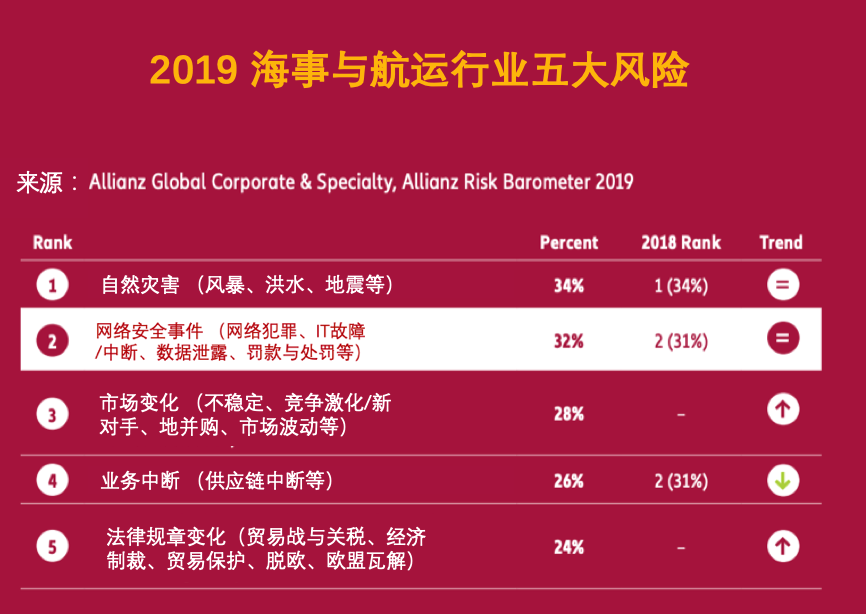 2019 海事与航运行业五大风险
来源：Allianz Global Corporate & Specialty, Allianz Risk Barometer 2019
Rank Percent 2018 Rank Trend
1 自然灾害 （风暴、洪水、地震等） 34% 1 (34%) =
2 网络安全事件 （网络犯罪、IT故障
/中断、数据泄露、罚款与处罚等） 32% 2 (31%) =
3 市场变化 （不稳定、竞争激化/新
对手、地并购、市场波动等） 28% – ↑
4 业务中断 （供应链中断等） 26% 2 (31%) ↓
5 法律规章变化（贸易战与关税、经济
制裁、贸易保护、脱欧、欧盟瓦解） 24% – ↑